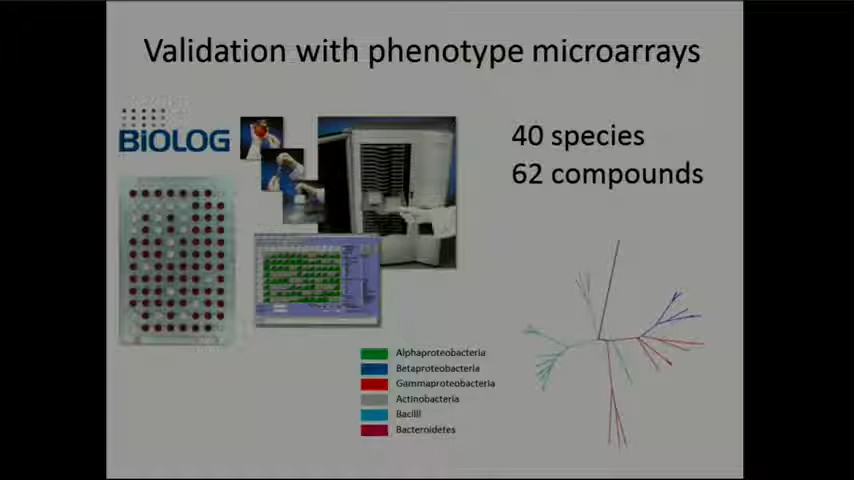 Validation with phenotype microarrays
BiOLOG
40 species
62 compounds
Alphaproteobacteria
Betaproteobacteria
Gammaproteobacteria
Actinobacteria
Bacilli
Bacteroidetes